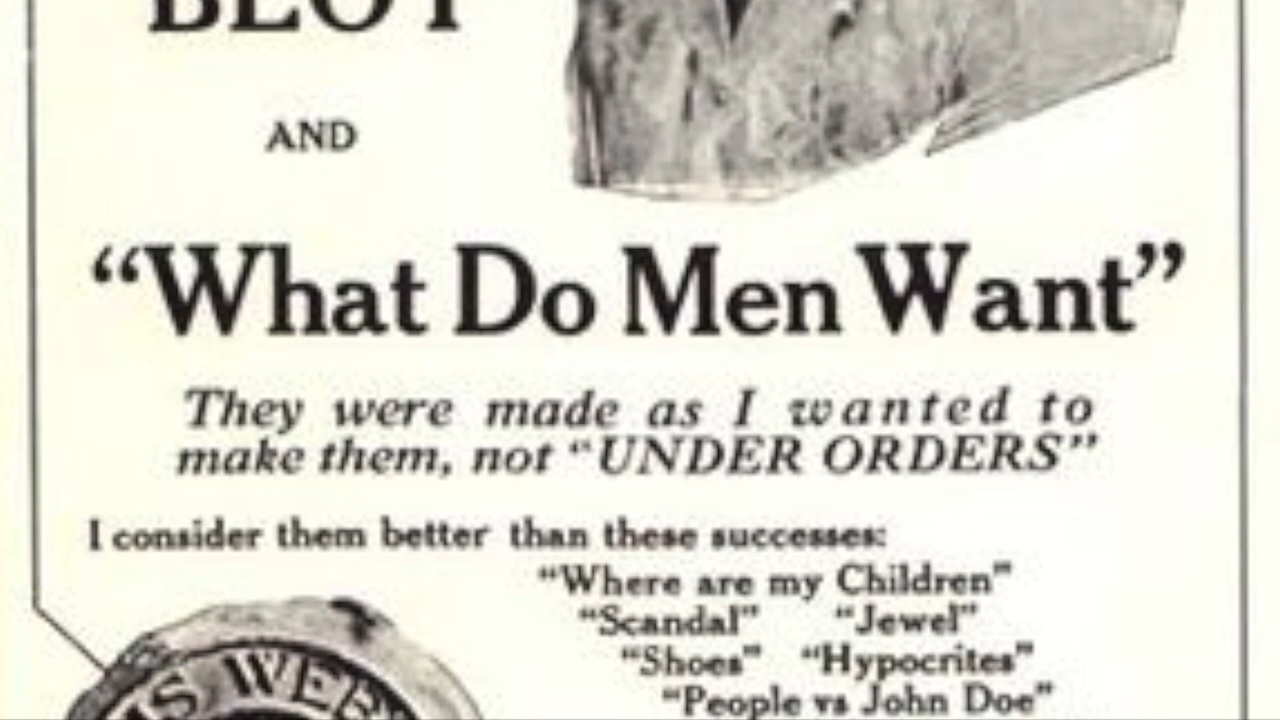 BLOT
AND
“What Do Men Want”
They were made as I wanted to
make them, not “UNDER ORDERS”
I consider them better than these successes:
“Where are my Children”
“Scandal” “Jewel”
“Shoes” “Hypocrites”
“People vs John Doe”